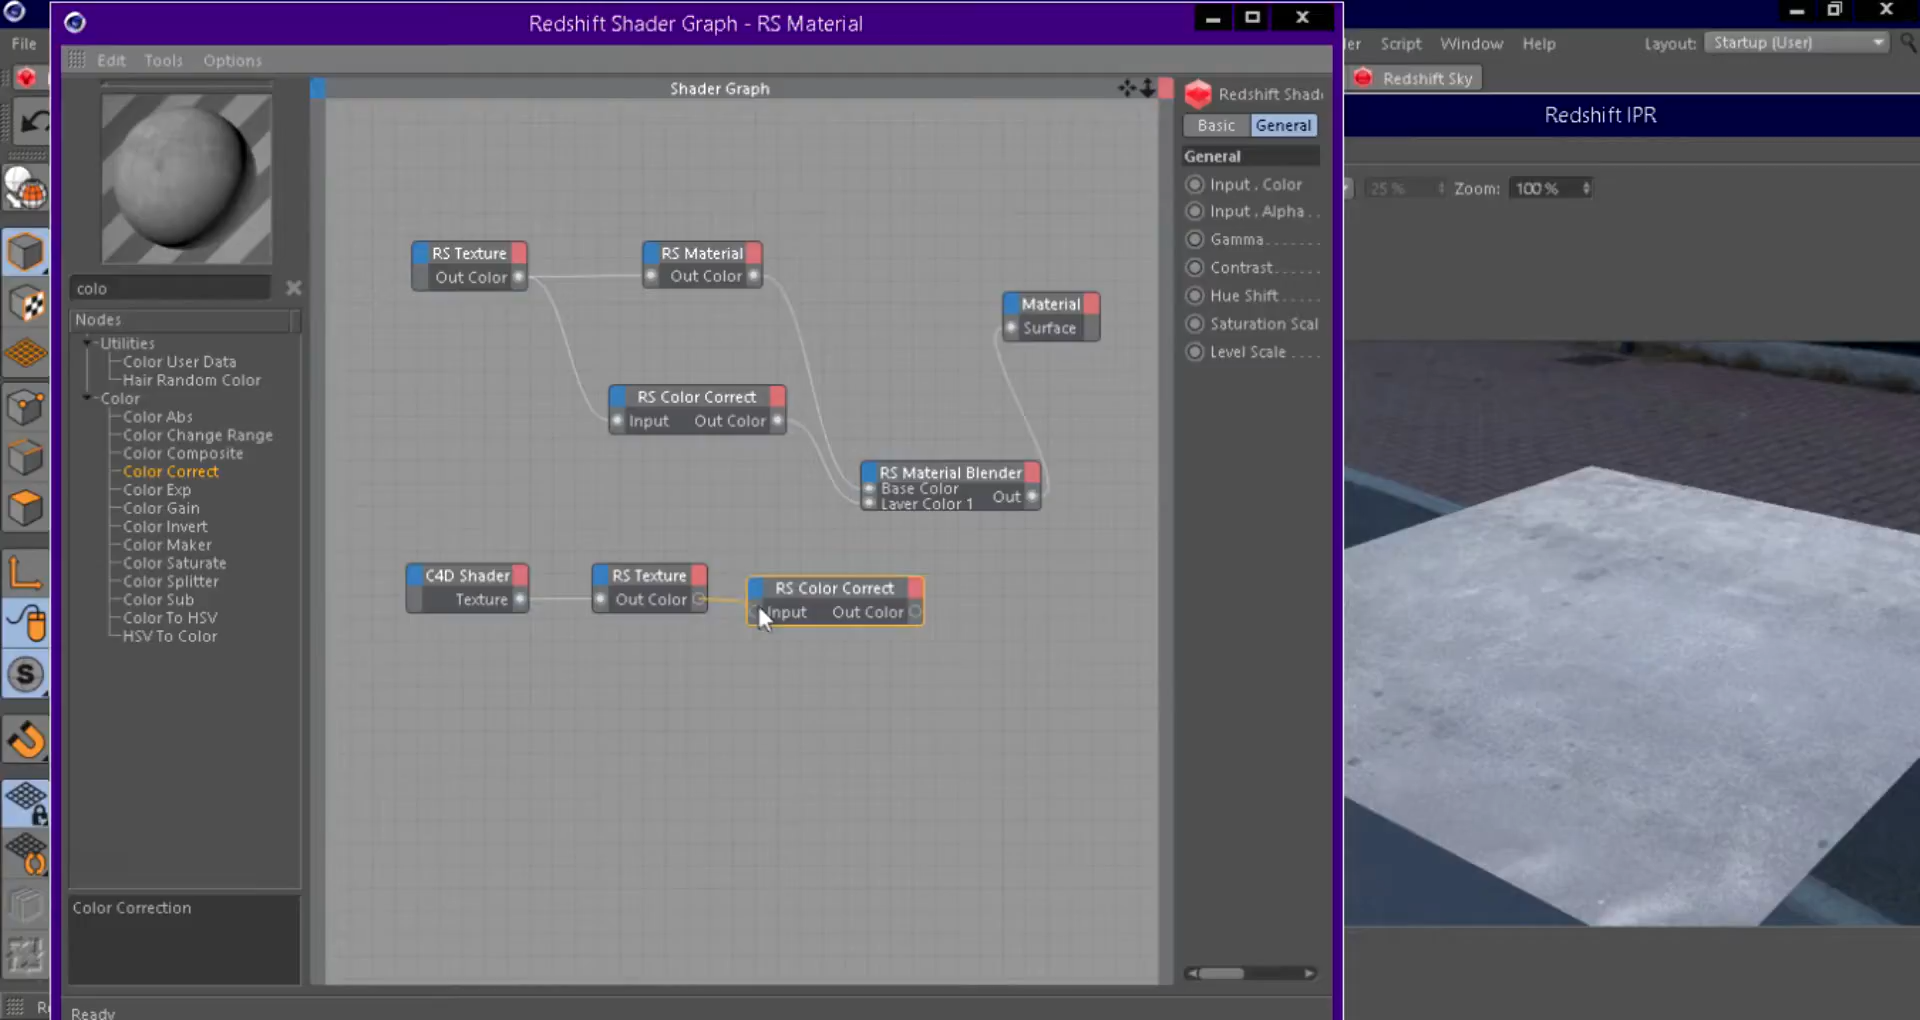 Redshift Shader Graph - RS Material
File
Script Window Help
Layout: Startup (User)
Edit Tools Options
Redshift Sky
Shader Graph
Redshift IPR
colo
Nodes
Utilities
Color User Data
Hair Random Color
Color
Color Abs
Color Change Range
Color Composite
Color Correct
Color Exp
Color Gain
Color Invert
Color Maker
Color Saturate
Color Splitter
Color Sub
Color To HSV
HSV To Color
Color Correction
Ready
RS Texture
Out Color
RS Material
Out Color
Material
Surface
RS Color Correct
Input Out Color
RS Material Blender
Base Color
Layer Color 1
Out
C4D Shader
Texture
RS Texture
Out Color
RS Color Correct
Input Out Color
Redshift Shad
Basic General
General
Input . Color
Input . Alpha . .
Gamma
Contrast
Hue Shift
Saturation Scal
Level Scale
25 % Zoom: 100 %
S